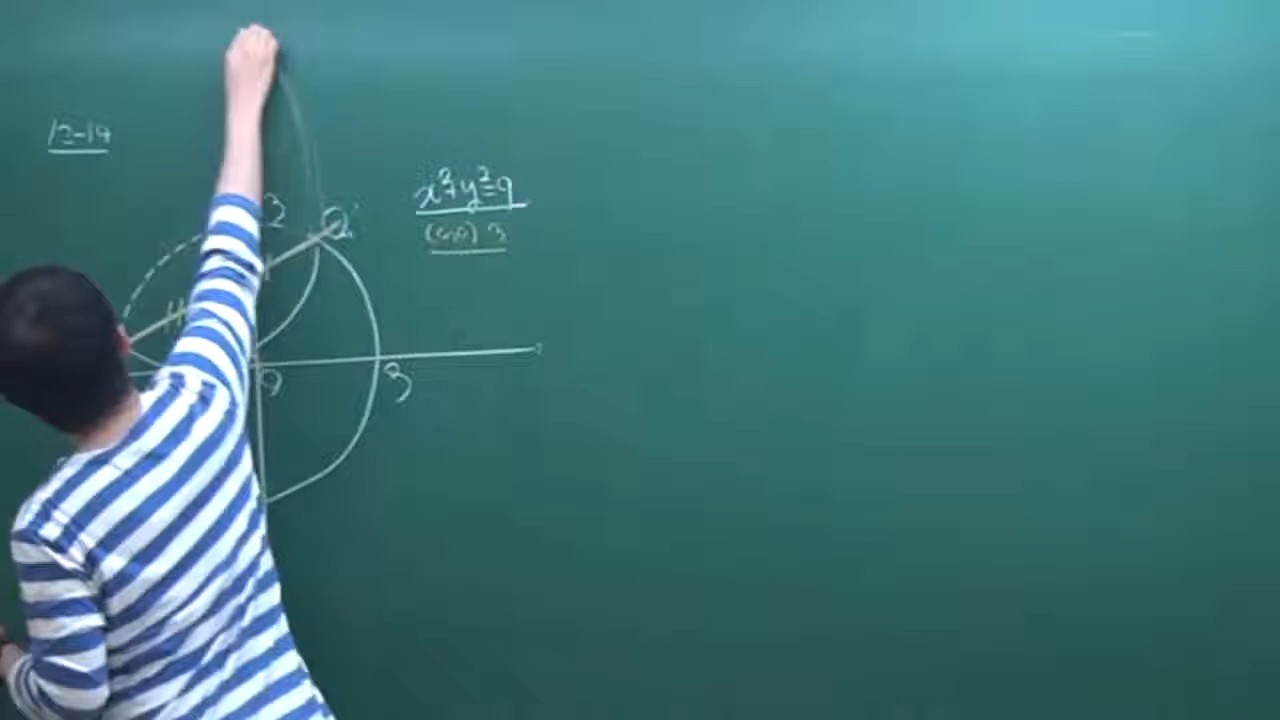 12-14
x²+y²=9
(0,0) 3
3
Q
3